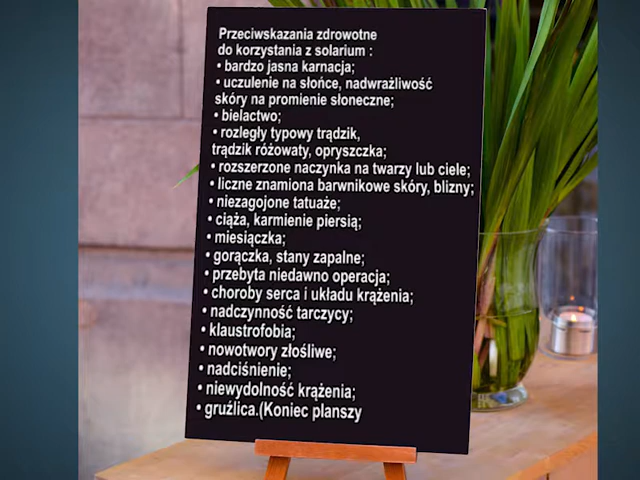 Przeciwskazania zdrowotne
do korzystania z solarium :
• bardzo jasna karnacja;
• uczulenie na słońce, nadwrażliwość
skóry na promienie słoneczne;
• bielactwo;
• rozległy typowy trądzik,
trądzik różowaty, opryszczka;
• rozszerzone naczynka na twarzy lub ciele;
• liczne znamiona barwnikowe skóry, blizny;
• niezagojone tatuaże;
• ciąża, karmienie piersią;
• miesiączka;
• gorączka, stany zapalne;
• przebyta niedawno operacja;
• choroby serca i układu krążenia;
• nadczynność tarczycy;
• klaustrofobia;
• nowotwory złośliwe;
• nadciśnienie;
• niewydolność krążenia;
• gruźlica.(Koniec planszy